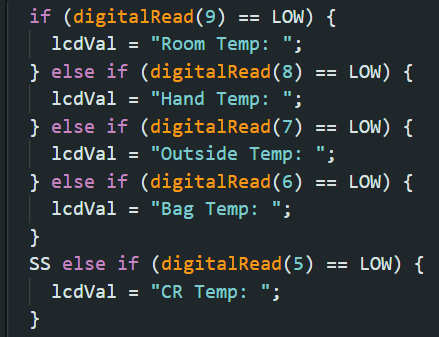 if (digitalRead(9) == LOW) {
  lcdVal = "Room Temp: ";
} else if (digitalRead(8) == LOW) {
  lcdVal = "Hand Temp: ";
} else if (digitalRead(7) == LOW) {
  lcdVal = "Outside Temp: ";
} else if (digitalRead(6) == LOW) {
  lcdVal = "Bag Temp: ";
}
SS else if (digitalRead(5) == LOW) {
  lcdVal = "CR Temp: ";
}